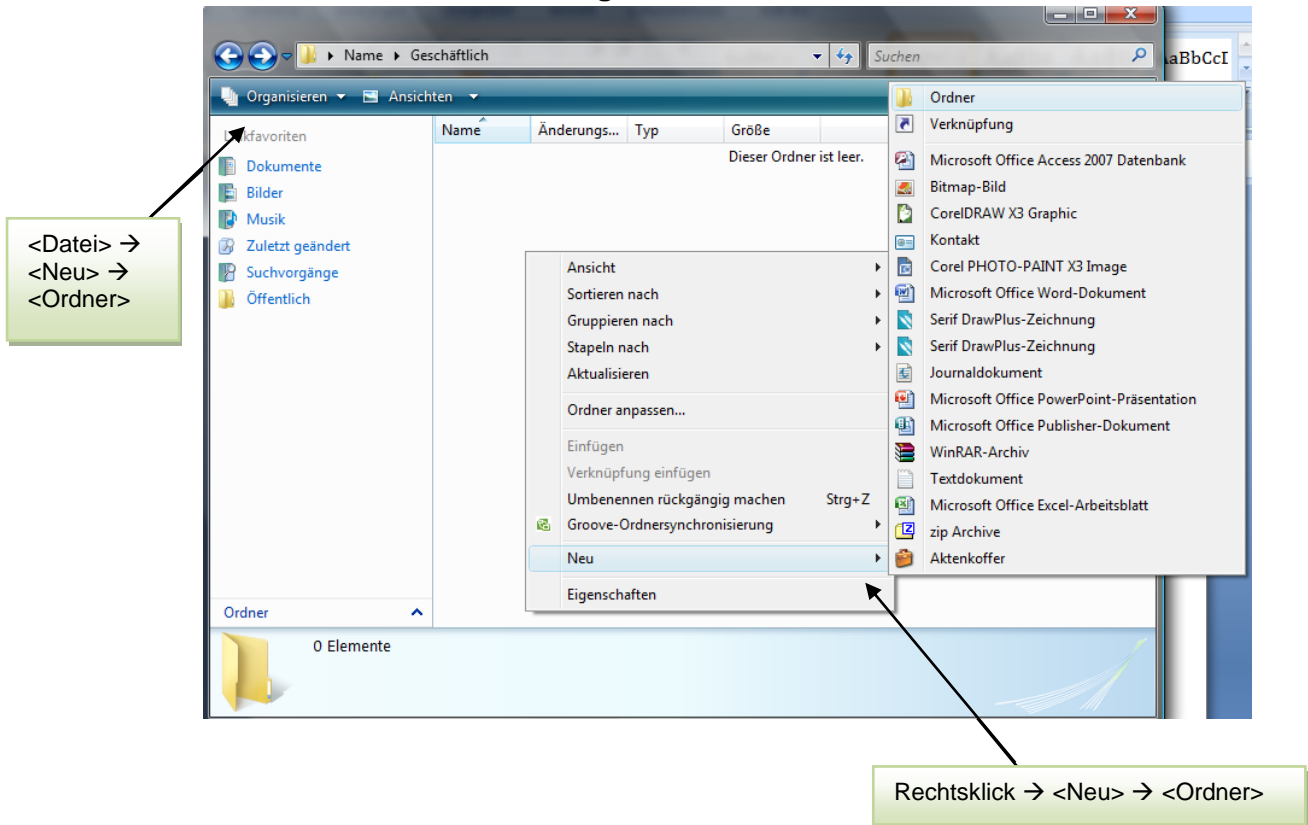 Name ▸ Geschäftlich
Suchen
AaBbCcI
Organisieren
Ansichten
Linkfavoriten
Dokumente
Bilder
Musik
Zuletzt geändert
Suchvorgänge
Öffentlich
Name Änderungs... Typ Größe
Dieser Ordner ist leer.
<Datei> →
<Neu> →
<Ordner>
Ansicht
Sortieren nach
Gruppieren nach
Stapeln nach
Aktualisieren
Ordner anpassen...
Einfügen
Verknüpfung einfügen
Umbenennen rückgängig machen Strg+Z
Groove-Ordnersynchronisierung
Neu
Eigenschaften
Ordner
Verknüpfung
Microsoft Office Access 2007 Datenbank
Bitmap-Bild
CorelDRAW X3 Graphic
Kontakt
Corel PHOTO-PAINT X3 Image
Microsoft Office Word-Dokument
Serif DrawPlus-Zeichnung
Serif DrawPlus-Zeichnung
Journaldokument
Microsoft Office PowerPoint-Präsentation
Microsoft Office Publisher-Dokument
WinRAR-Archiv
Textdokument
Microsoft Office Excel-Arbeitsblatt
zip Archive
Aktenkoffer
Ordner
0 Elemente
Rechtsklick → <Neu> → <Ordner>